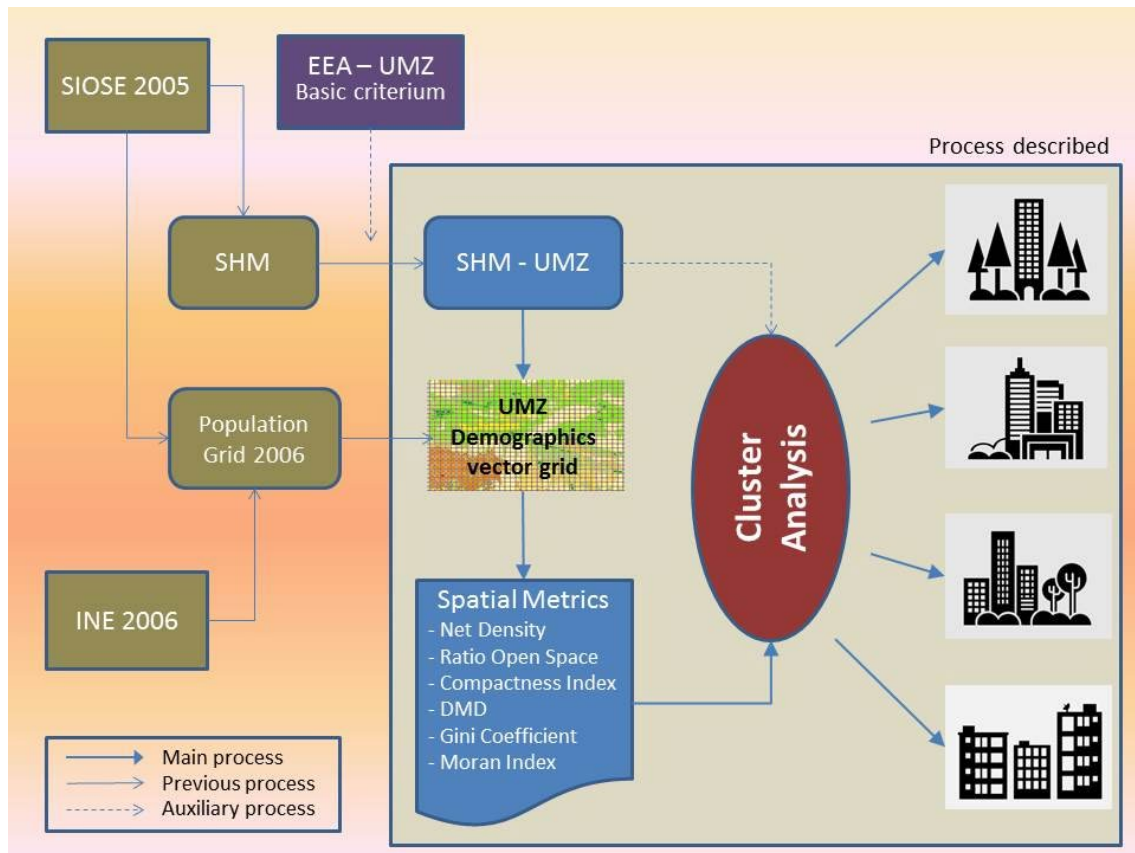 SIOSE 2005
EEA – UMZ
Basic criterium
Process described
SHM
SHM - UMZ
Population
Grid 2006
UMZ
Demographics
vector grid
Cluster
Analysis
INE 2006
Spatial Metrics
- Net Density
- Ratio Open Space
- Compactness Index
- DMD
- Gini Coefficient
- Moran Index
Main process
Previous process
Auxiliary process